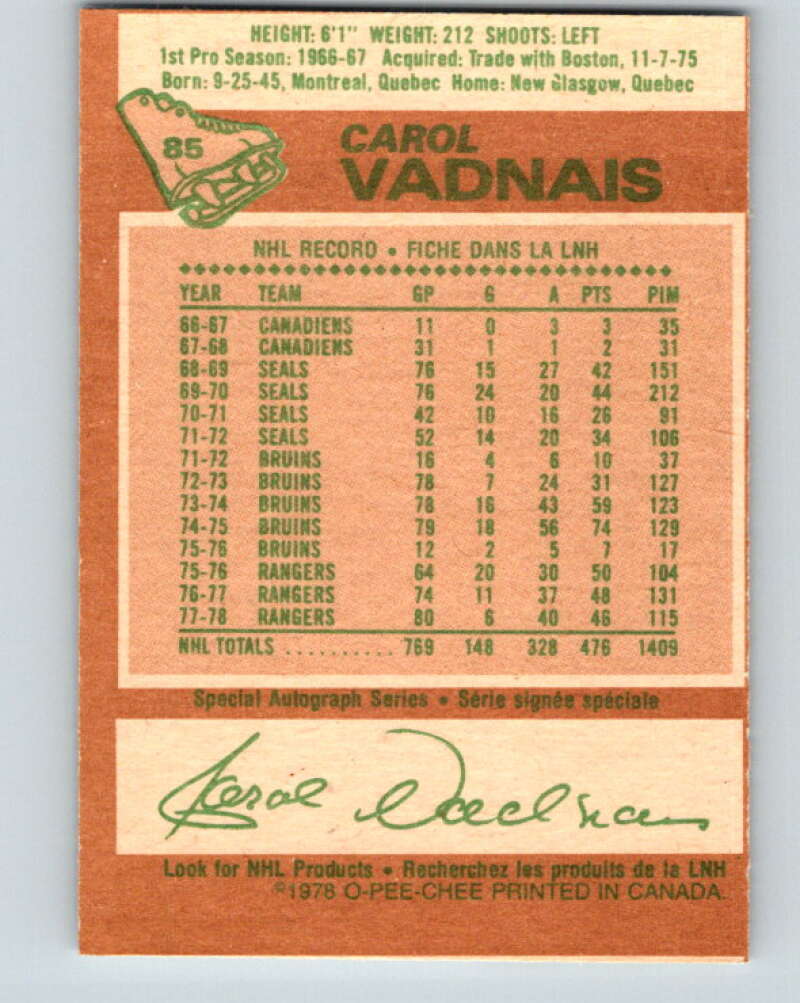 HEIGHT: 6'1" WEIGHT: 212 SHOOTS: LEFT
1st Pro Season: 1966-67 Acquired: Trade with Boston, 11-7-75
Born: 9-25-45, Montreal, Quebec Home: New Glasgow, Quebec
85
CAROL
VADNAIS
NHL RECORD • FICHE DANS LA LNH
YEAR TEAM GP G A PTS PIM
66-67 CANADIENS 11 0 3 3 35
67-68 CANADIENS 31 1 1 2 31
68-69 SEALS 76 15 27 42 151
69-70 SEALS 76 24 20 44 212
70-71 SEALS 42 10 16 26 91
71-72 SEALS 52 14 20 34 106
71-72 BRUINS 16 4 6 10 37
72-73 BRUINS 78 7 24 31 127
73-74 BRUINS 78 16 43 59 123
74-75 BRUINS 79 18 56 74 129
75-76 BRUINS 12 2 5 7 17
75-76 RANGERS 64 20 30 50 104
76-77 RANGERS 74 11 37 48 131
77-78 RANGERS 80 6 40 46 115
NHL TOTALS .......... 769 148 328 476 1409
Special Autograph Series • Série signée spéciale
Carol Vadnais
Look for NHL Products • Recherchez les produits de la LNH
©1978 O-PEE-CHEE PRINTED IN CANADA.